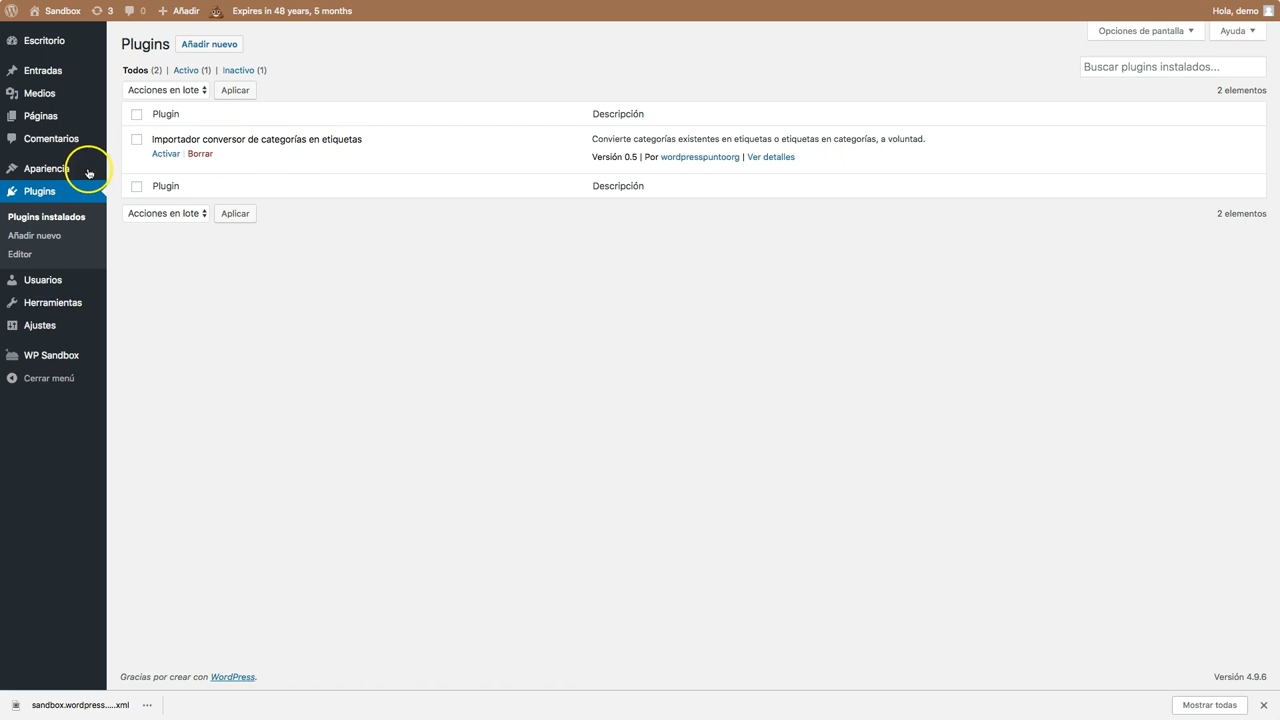 Sandbox 3 0 Añadir Expires in 48 years, 5 months Hola, demo
Escritorio
Entradas
Medios
Páginas
Comentarios
Apariencia
Plugins
Plugins instalados
Añadir nuevo
Editor
Usuarios
Herramientas
Ajustes
WP Sandbox
Cerrar menú
Opciones de pantalla Ayuda
Plugins Añadir nuevo
Todos (2) | Activo (1) | Inactivo (1)
Buscar plugins instalados...
Acciones en lote Aplicar 2 elementos
Plugin Descripción
Importador conversor de categorías en etiquetas Convierte categorías existentes en etiquetas o etiquetas en categorías, a voluntad.
Activar | Borrar Versión 0.5 | Por wordpresspuntoorg | Ver detalles
Plugin Descripción
Acciones en lote Aplicar 2 elementos
Gracias por crear con WordPress. Versión 4.9.6
sandbox.wordpress.....xml Mostrar todas